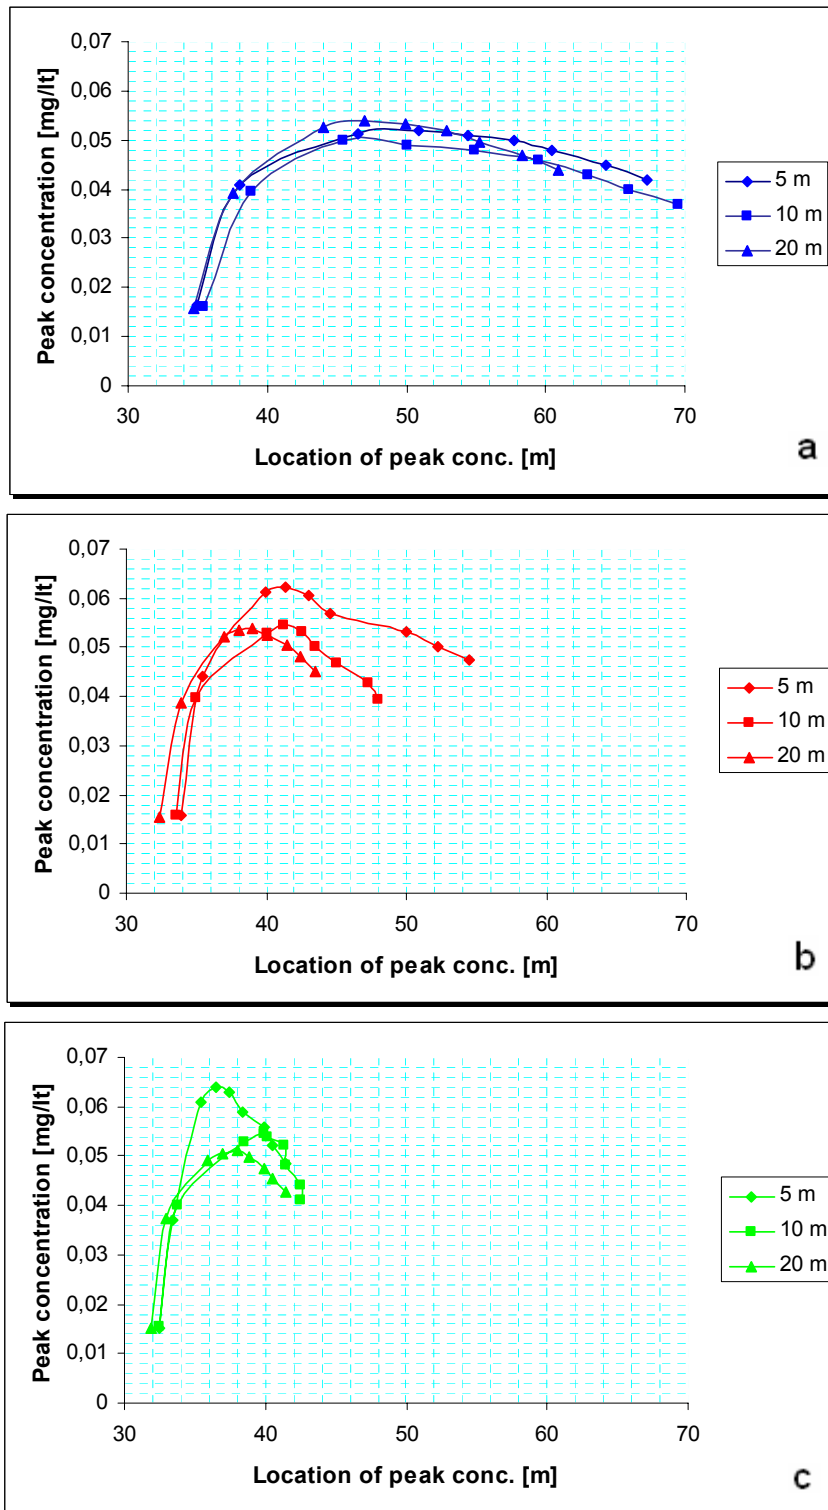 0,07
0,06
0,05
0,04
0,03
0,02
0,01
0
30 40 50 60 70
Peak concentration [mg/lt]
Location of peak conc. [m]
5 m
10 m
20 m
a
0,07
0,06
0,05
0,04
0,03
0,02
0,01
0
30 40 50 60 70
Peak concentration [mg/lt]
Location of peak conc. [m]
5 m
10 m
20 m
b
0,07
0,06
0,05
0,04
0,03
0,02
0,01
0
30 40 50 60 70
Peak concentration [mg/lt]
Location of peak conc. [m]
5 m
10 m
20 m
c